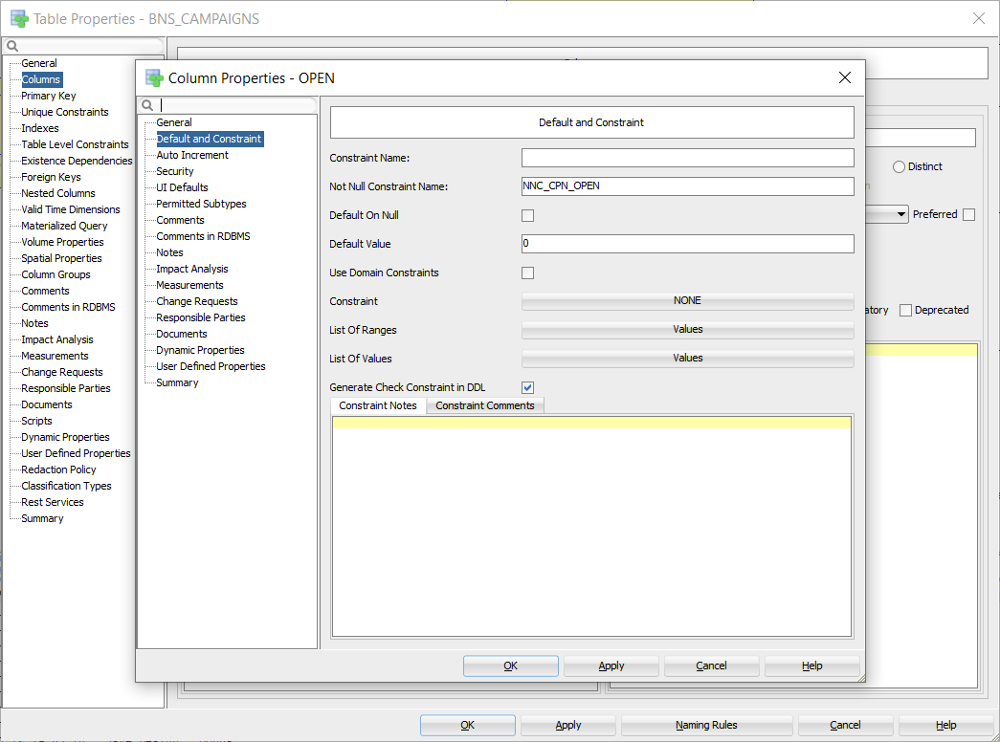 Table Properties - BNS_CAMPAIGNS
General
Columns
Primary Key
Unique Constraints
Indexes
Table Level Constraints
Existence Dependencies
Foreign Keys
Nested Columns
Valid Time Dimensions
Materialized Query
Volume Properties
Spatial Properties
Column Groups
Comments
Comments in RDBMS
Notes
Impact Analysis
Measurements
Change Requests
Responsible Parties
Documents
Scripts
Dynamic Properties
User Defined Properties
Redaction Policy
Classification Types
Rest Services
Summary
Column Properties - OPEN
General
Default and Constraint
Auto Increment
Security
UI Defaults
Permitted Subtypes
Comments
Comments in RDBMS
Notes
Impact Analysis
Measurements
Change Requests
Responsible Parties
Documents
Dynamic Properties
User Defined Properties
Summary
Default and Constraint
Constraint Name:
Not Null Constraint Name: NNC_CPN_OPEN
Default On Null
Default Value 0
Use Domain Constraints
Constraint NONE
List Of Ranges Values
List Of Values Values
Generate Check Constraint in DDL
Constraint Notes Constraint Comments
OK Apply Cancel Help
Distinct
Preferred
atory Deprecated
OK Apply Naming Rules Cancel Help